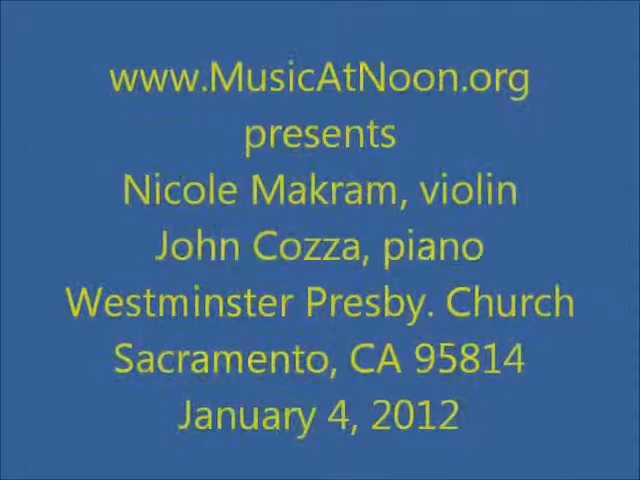 www.MusicAtNoon.org
presents
Nicole Makram, violin
John Cozza, piano
Westminster Presby. Church
Sacramento, CA 95814
January 4, 2012